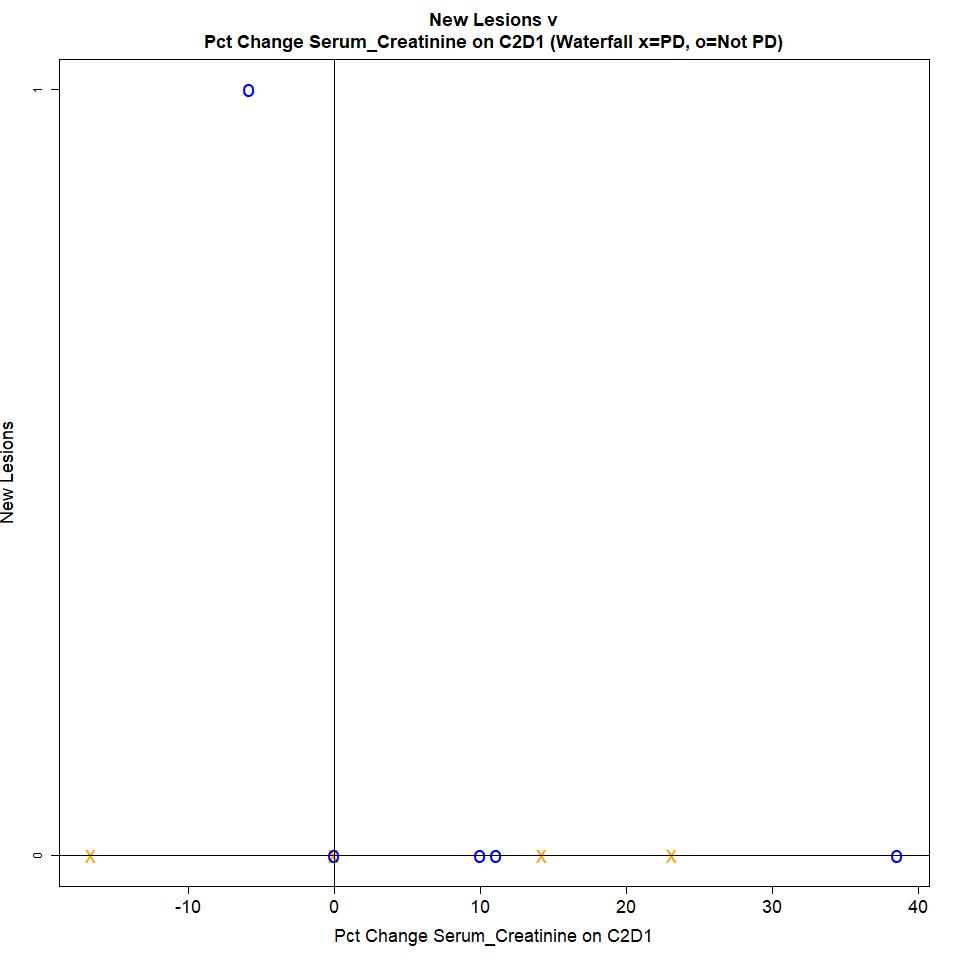 New Lesions v
Pct Change Serum_Creatinine on C2D1 (Waterfall x=PD, o=Not PD)
1
New Lesions
0
o
x
o
o
o
x
x
o
-10
0
10
20
30
40
Pct Change Serum_Creatinine on C2D1